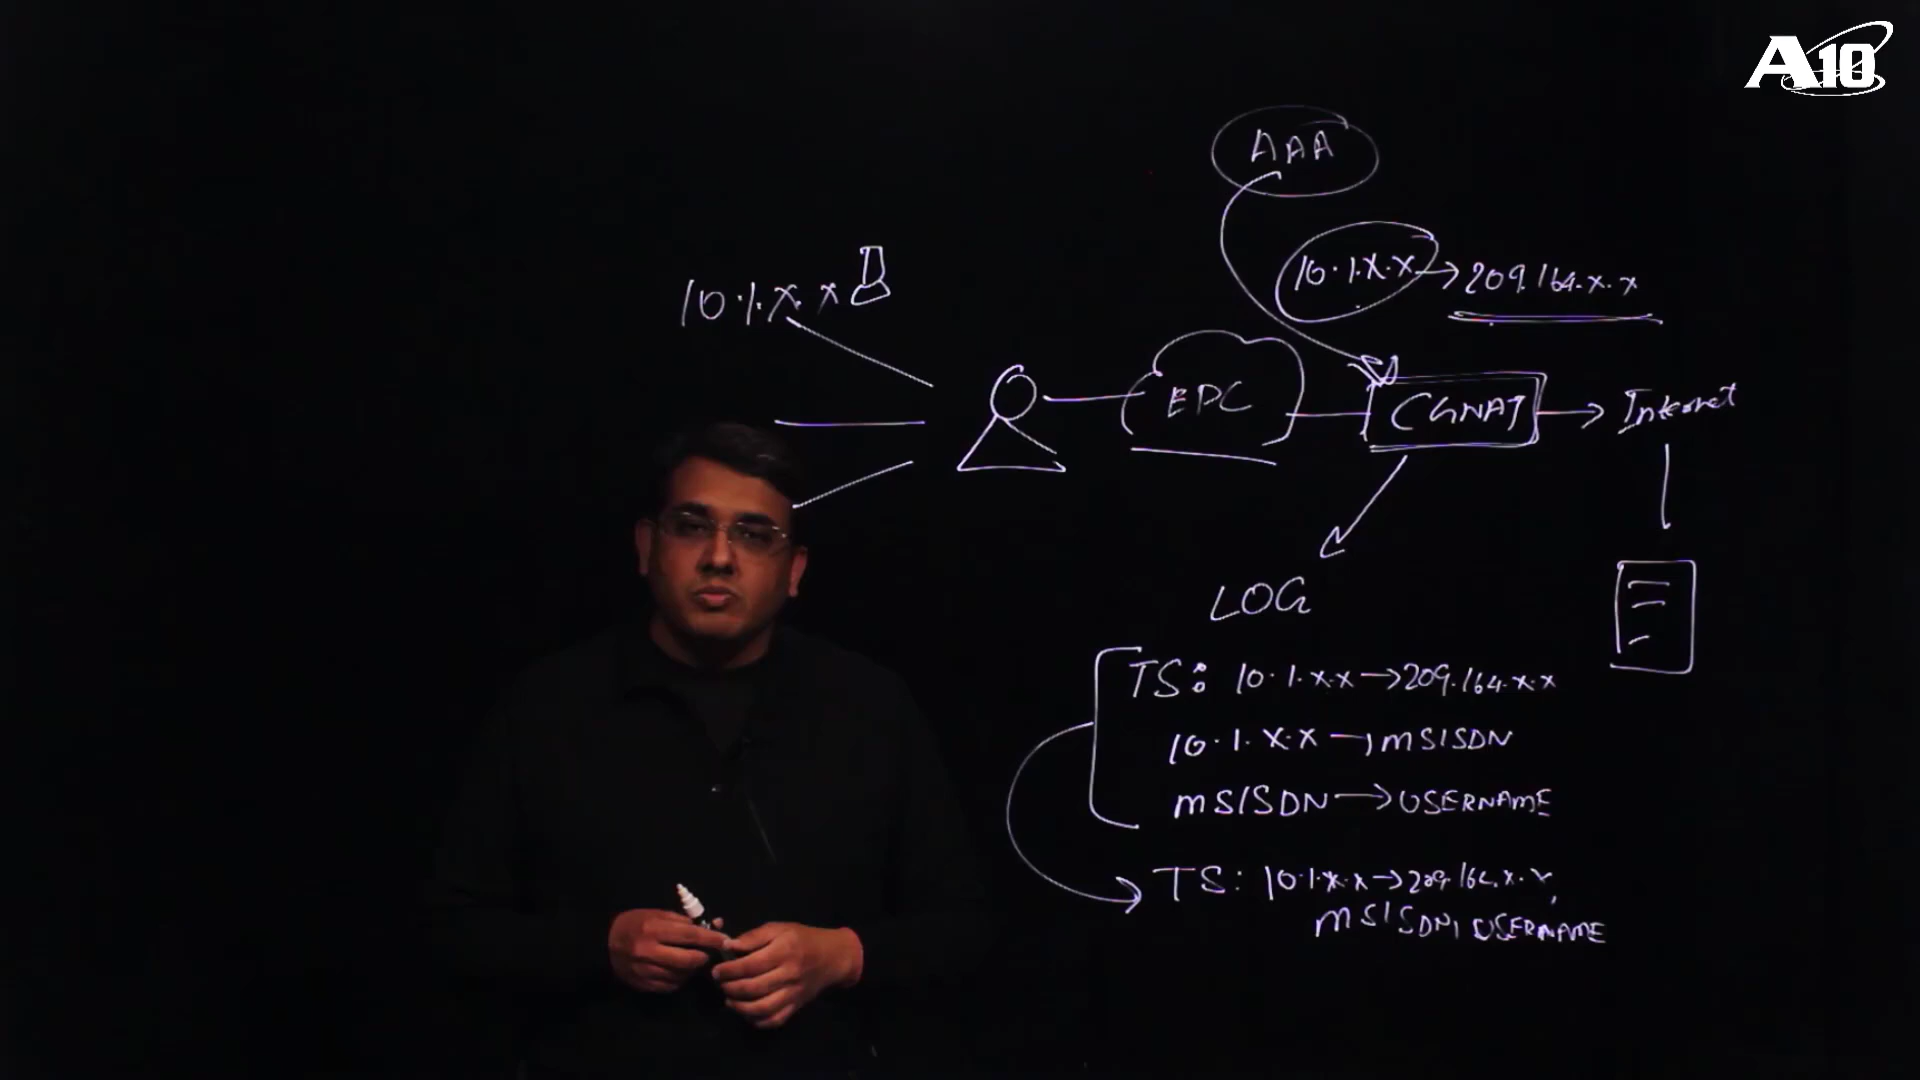 A10
AAA
10.1.x.x
10.1.x.x → 209.164.x.x
EPC
CGNAT
Internet
LOG
TS: 10.1.x.x → 209.164.x.x
10.1.x.x → MSISDN
MSISDN → USERNAME
TS: 10.1.x.x → 209.164.x.x,
MSISDN, USERNAME